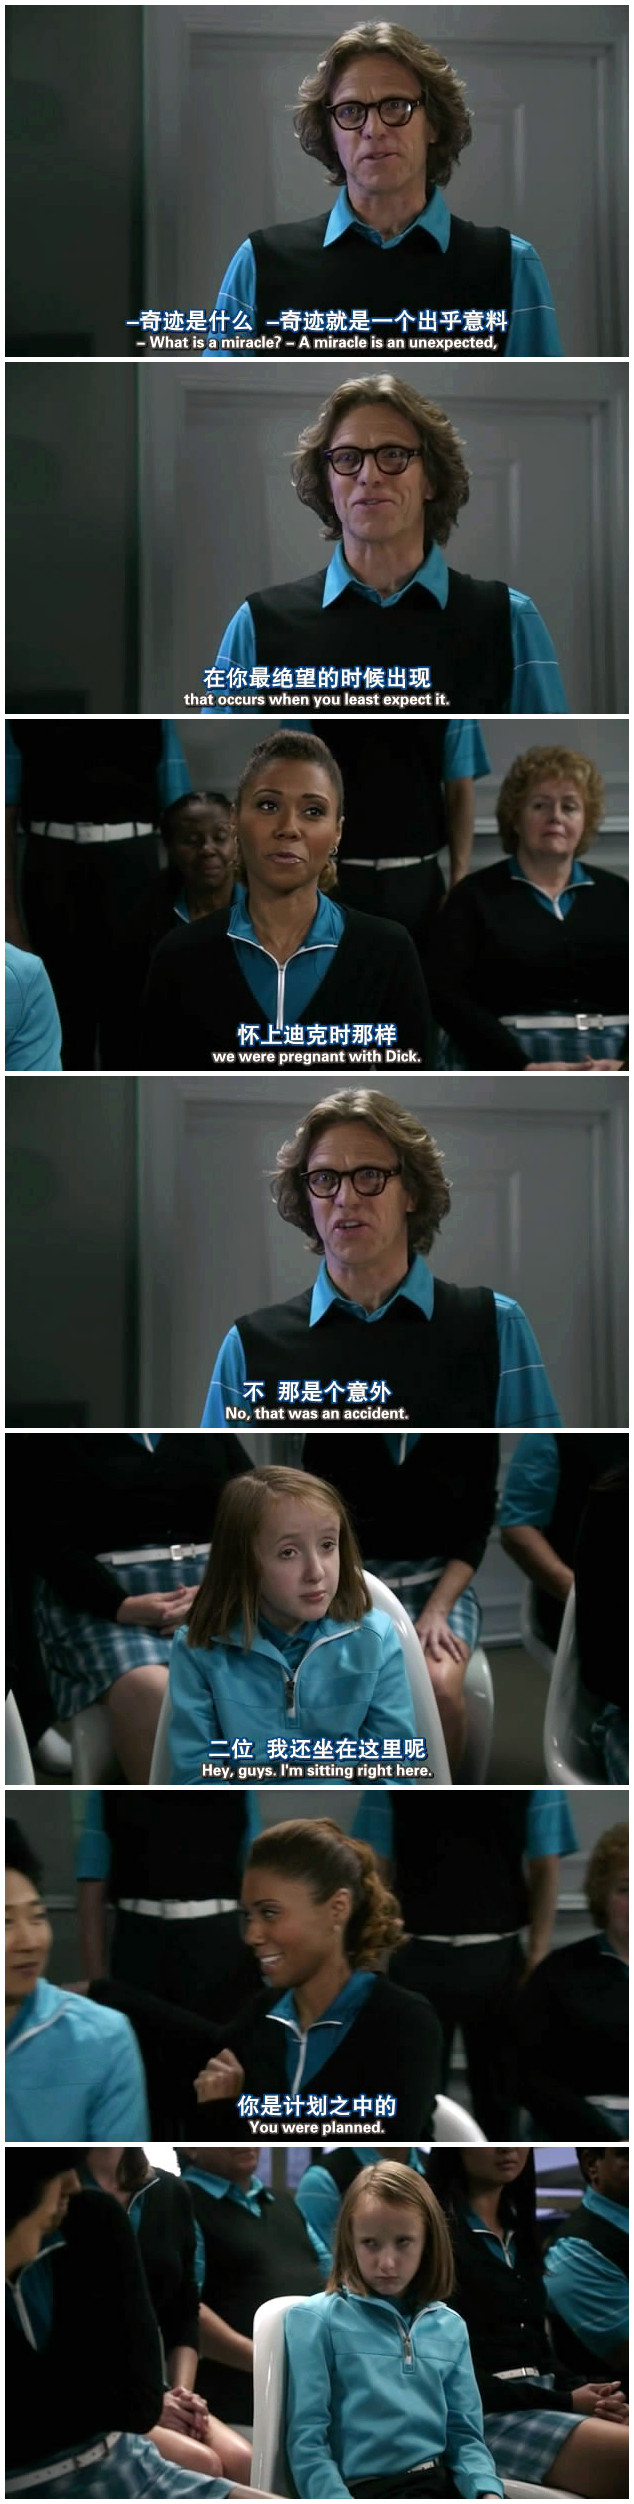 –奇迹是什么 –奇迹就是一个出乎意料
– What is a miracle? – A miracle is an unexpected,
在你最绝望的时候出现
that occurs when you least expect it.
怀上迪克时那样
we were pregnant with Dick.
不 那是个意外
No, that was an accident.
二位 我还坐在这里呢
Hey, guys. I'm sitting right here.
你是计划之中的
You were planned.